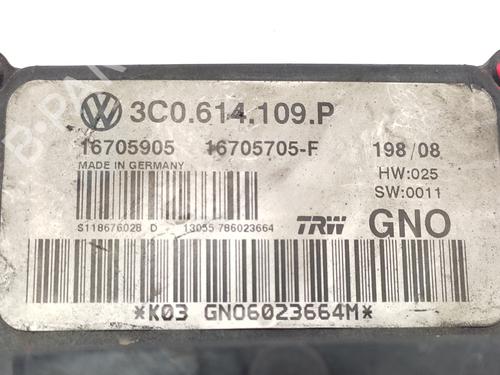 3C0.614.109.P
16705905 16705705-F 198/08
MADE IN GERMANY
HW:025
SW:0011
S118676028 D 13055 786023664
TRW GNO
*K03 GNO6023664M*